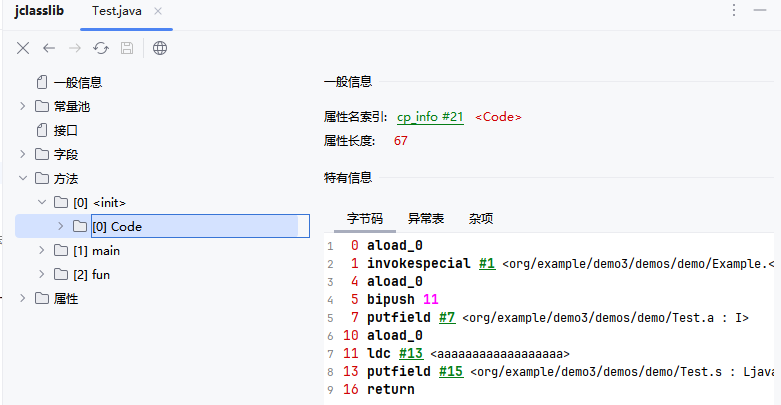 jclasslib Test.java
一般信息
常量池
接口
字段
方法
[0] <init>
[0] Code
[1] main
[2] fun
属性
一般信息
属性名索引: cp_info #21 <Code>
属性长度: 67
特有信息
字节码 异常表 杂项
1 0 aload_0
2 1 invokespecial #1 <org/example/demo3/demos/demo/Example.<
3 4 aload_0
4 5 bipush 11
5 7 putfield #7 <org/example/demo3/demos/demo/Test.a : I>
6 10 aload_0
7 11 ldc #13 <aaaaaaaaaaaaaaaaaa>
8 13 putfield #15 <org/example/demo3/demos/demo/Test.s : Ljava
9 16 return